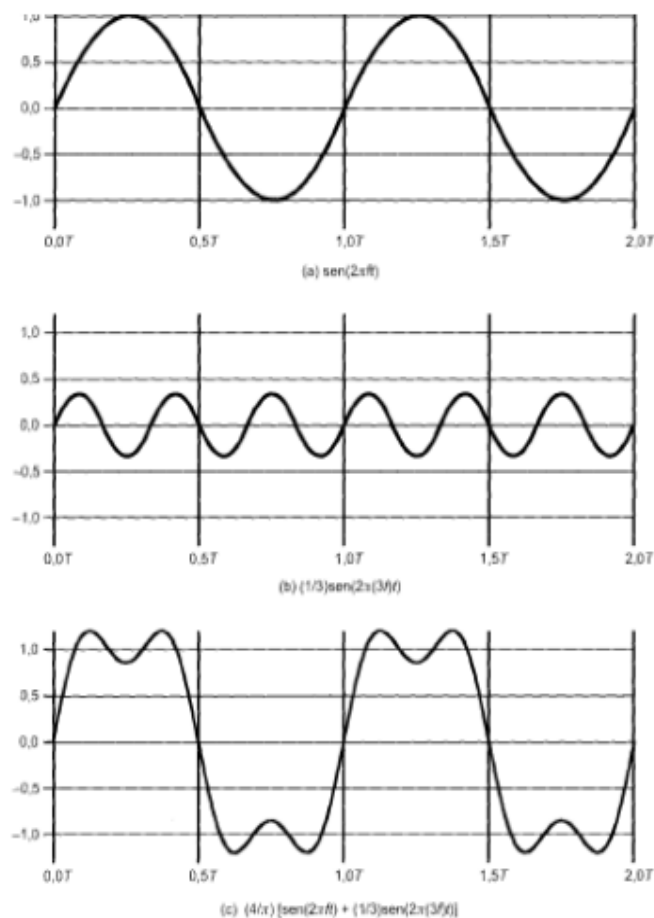 1,0
0,5
0,0
−0,5
−1,0
0,0T 0,5T 1,0T 1,5T 2,0T
(a) sen(2πft)
1,0
0,5
0,0
−0,5
−1,0
0,0T 0,5T 1,0T 1,5T 2,0T
(b) (1/3)sen(2π(3f)t)
1,0
0,5
0,0
−0,5
−1,0
0,0T 0,5T 1,0T 1,5T 2,0T
(c) (4/π) [sen(2πft) + (1/3)sen(2π(3f)t)]